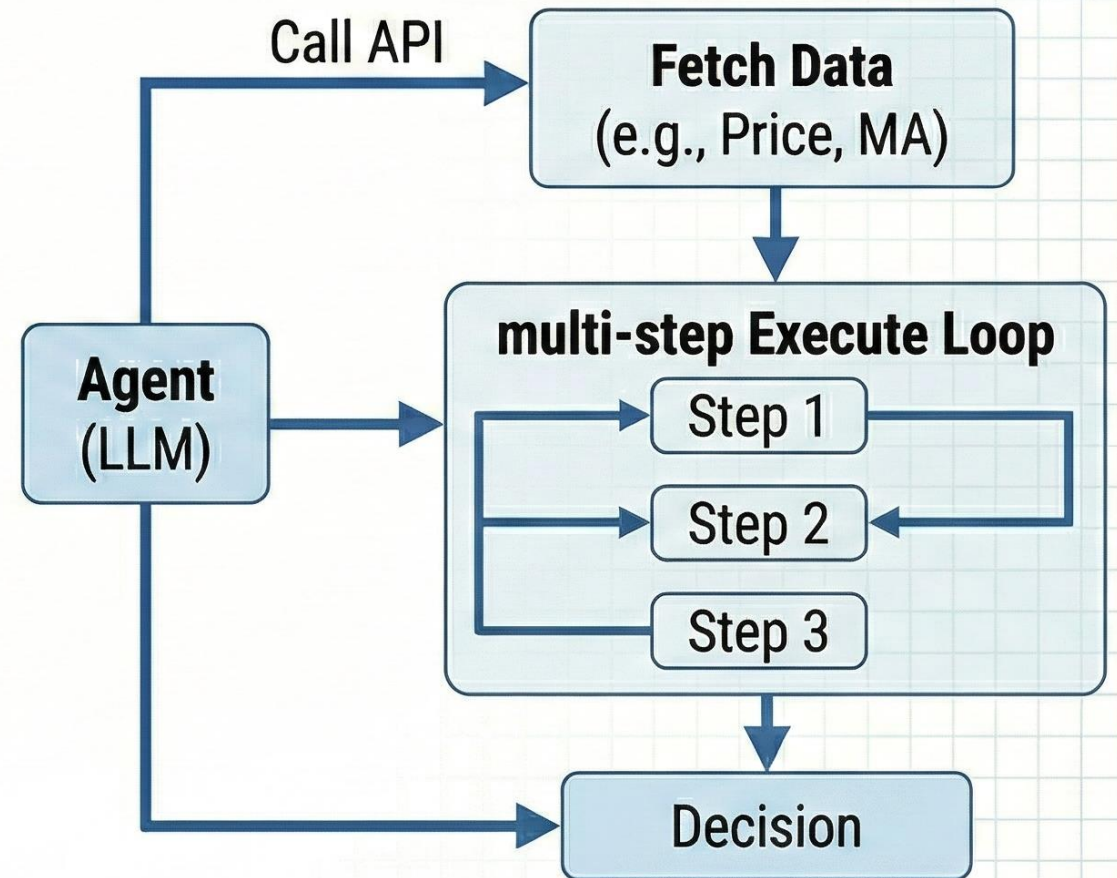 Call API
Fetch Data
(e.g., Price, MA)
Agent
(LLM)
multi-step Execute Loop
Step 1
Step 2
Step 3
Decision